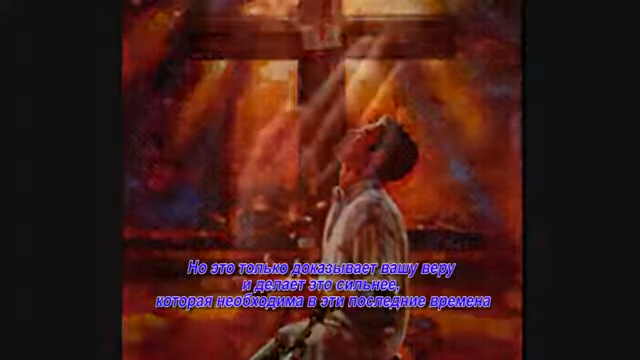 Но это только доказывает вашу веру
и делает это сильнее,
которая необходима в эти последние времена